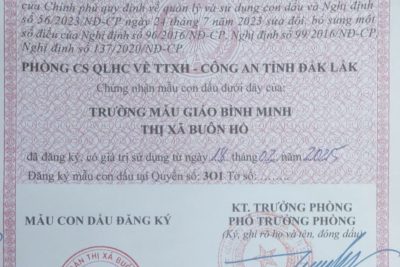 của Chính phủ quy định về quản lý và sử dụng con dấu và Nghị định
số 56/2023/NĐ-CP ngày 24 tháng 7 năm 2023 sửa đổi, bổ sung một
số điều của Nghị định số 96/2016/NĐ-CP, Nghị định số 99/2016/NĐ-CP,
Nghị định số 137/2020/NĐ-CP.
PHÒNG CS QLHC VỀ TTXH - CÔNG AN TỈNH ĐẮK LẮK
Chứng nhận mẫu con dấu dưới đây của:
TRƯỜNG MẪU GIÁO BÌNH MINH
THỊ XÃ BUÔN HỒ
đã đăng ký, có giá trị sử dụng từ ngày 18 tháng 02 năm 2025
Đăng ký mẫu con dấu tại Quyển số: 3O1 Tờ số: ........
MẪU CON DẤU ĐĂNG KÝ
KT. TRƯỞNG PHÒNG
PHÓ TRƯỞNG PHÒNG
(Ký, ghi rõ họ và tên, đóng dấu)
ÂN THỊ XÃ BUÔN